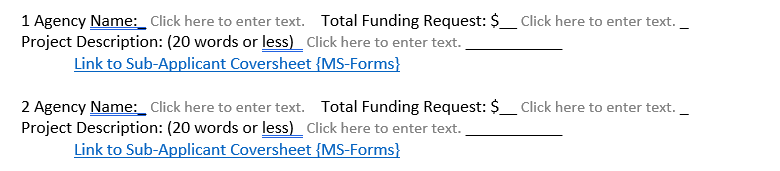 1 Agency Name:_ Click here to enter text. Total Funding Request: $__ Click here to enter text. _
Project Description: (20 words or less)_ Click here to enter text. ___________
Link to Sub-Applicant Coversheet {MS-Forms}
2 Agency Name:_ Click here to enter text. Total Funding Request: $__ Click here to enter text. _
Project Description: (20 words or less)_ Click here to enter text. ___________
Link to Sub-Applicant Coversheet {MS-Forms}